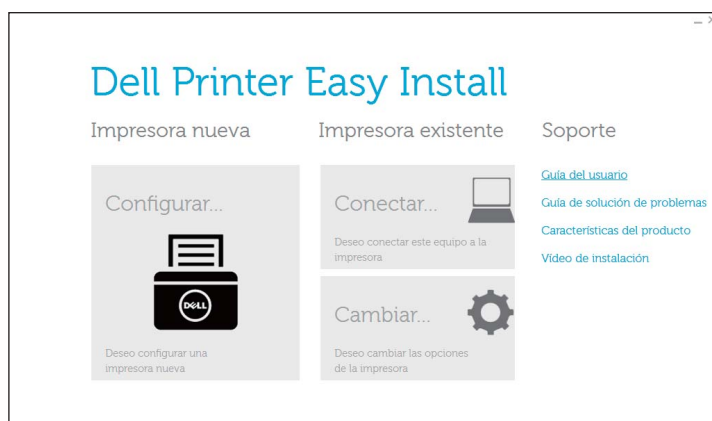 Dell Printer Easy Install
Impresora nueva
Impresora existente
Soporte
Configurar...
DELL
Deseo configurar una
impresora nueva
Conectar...
Deseo conectar este equipo a la
impresora
Cambiar...
Deseo cambiar las opciones
de la impresora
Guía del usuario
Guía de solución de problemas
Características del producto
Vídeo de instalación